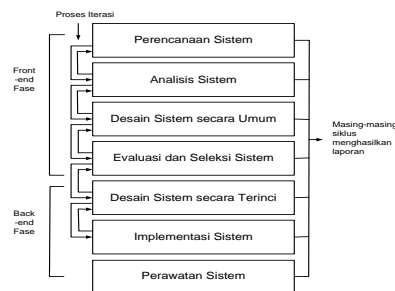 Proses Iterasi
Perencanaan Sistem
Analisis Sistem
Front
-end
Fase
Desain Sistem secara Umum
Masing-masing
siklus
menghasilkan
laporan
Evaluasi dan Seleksi Sistem
Desain Sistem secara Terinci
Back
-end
Fase
Implementasi Sistem
Perawatan Sistem